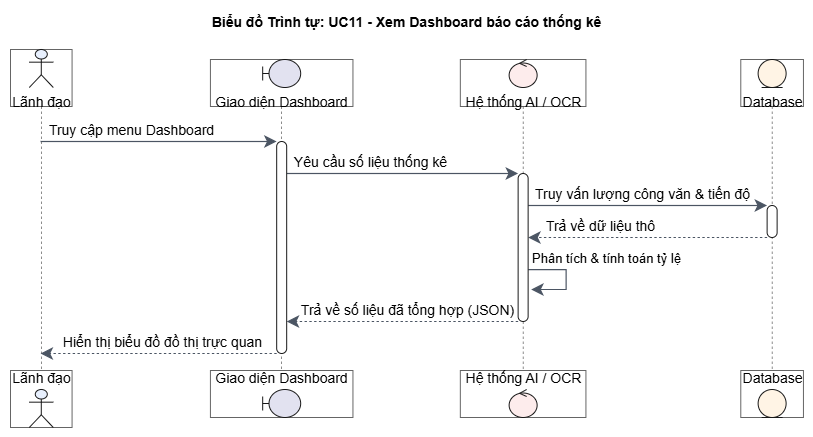 Biểu đồ Trình tự: UC11 - Xem Dashboard báo cáo thống kê
Lãnh đạo
Giao diện Dashboard
Hệ thống AI / OCR
Database
Truy cập menu Dashboard
Yêu cầu số liệu thống kê
Truy vấn lượng công văn & tiến độ
Trả về dữ liệu thô
Phân tích & tính toán tỷ lệ
Trả về số liệu đã tổng hợp (JSON)
Hiển thị biểu đồ đồ thị trực quan
Lãnh đạo
Giao diện Dashboard
Hệ thống AI / OCR
Database